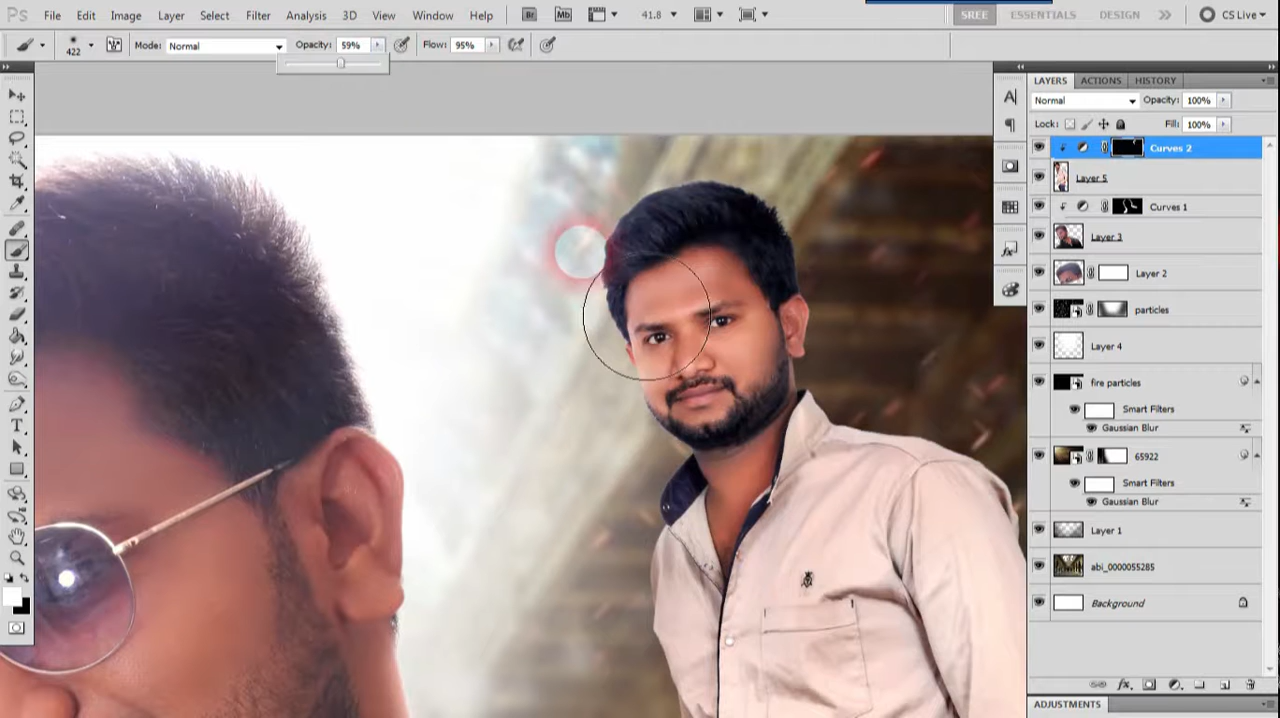 Ps File Edit Image Layer Select Filter Analysis 3D View Window Help Br Mb 41.8 SREE ESSENTIALS DESIGN CS Live
422 Mode: Normal Opacity: 59% Flow: 95%
LAYERS ACTIONS HISTORY
Normal Opacity: 100%
Lock: Fill: 100%
Curves 2
Layer 5
Curves 1
Layer 3
Layer 2
particles
Layer 4
fire particles
Smart Filters
Gaussian Blur
65922
Smart Filters
Gaussian Blur
Layer 1
abi_0000055285
Background
ADJUSTMENTS